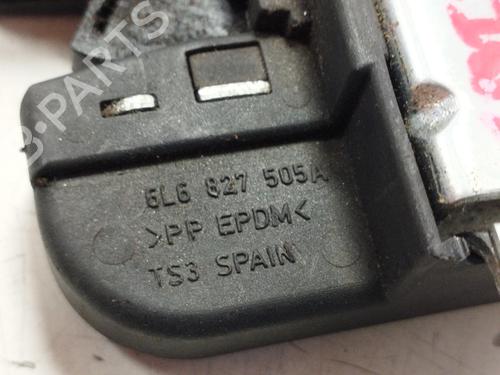 B-PARTS
6L6 827 505A
>PP EPDM<
TS3 SPAIN